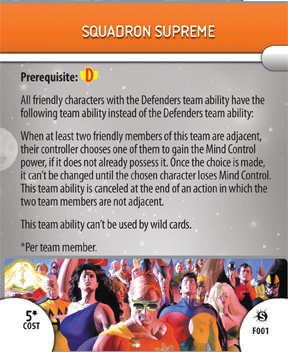 SQUADRON SUPREME
Prerequisite: D
All friendly characters with the Defenders team ability have the
following team ability instead of the Defenders team ability:
When at least two friendly members of this team are adjacent,
their controller chooses one of them to gain the Mind Control
power, if it does not already possess it. Once the choice is made,
it can't be changed until the chosen character loses Mind Control.
This team ability is canceled at the end of an action in which the
two team members are not adjacent.
This team ability can't be used by wild cards.
*Per team member.
5*
COST
S
F001